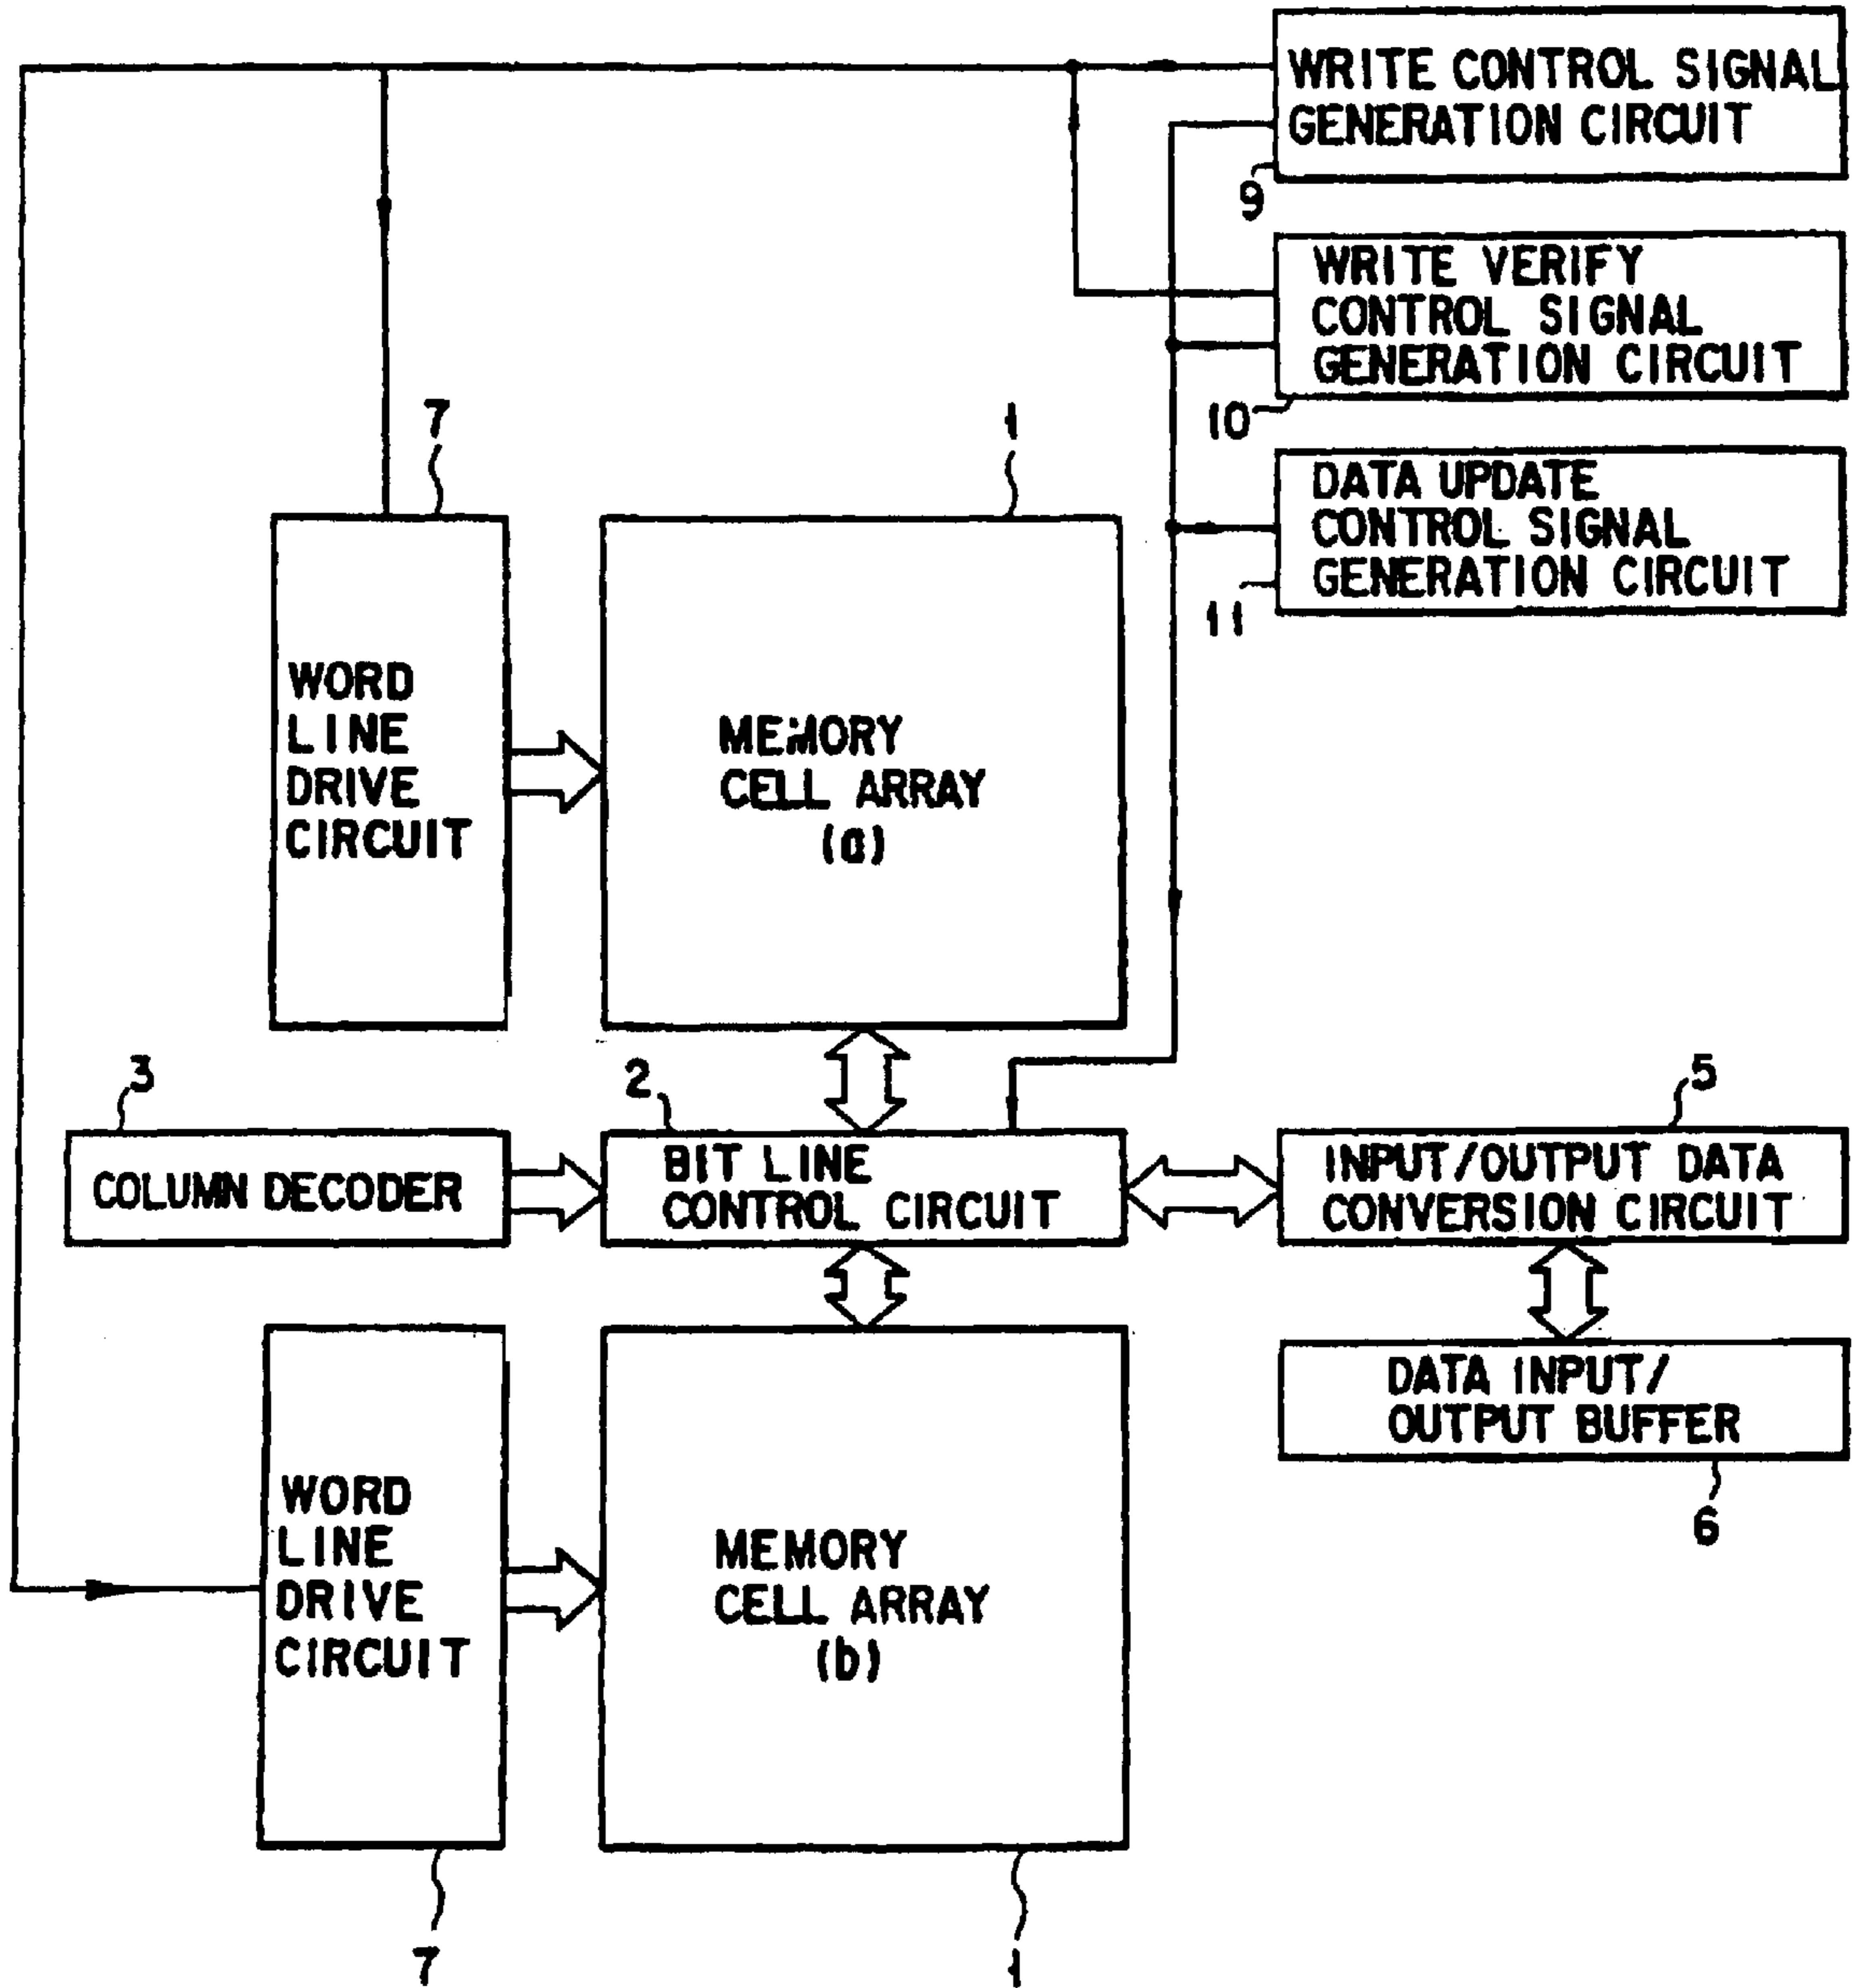 WRITE CONTROL SIGNAL
GENERATION CIRCUIT
9
WRITE VERIFY
CONTROL SIGNAL
GENERATION CIRCUIT
10
7
1
DATA UPDATE
CONTROL SIGNAL
GENERATION CIRCUIT
11
WORD
LINE
DRIVE
CIRCUIT
MEMORY
CELL ARRAY
(a)
3
2
5
COLUMN DECODER
BIT LINE
CONTROL CIRCUIT
INPUT/OUTPUT DATA
CONVERSION CIRCUIT
DATA INPUT/
OUTPUT BUFFER
6
WORD
LINE
DRIVE
CIRCUIT
MEMORY
CELL ARRAY
(b)
7
1